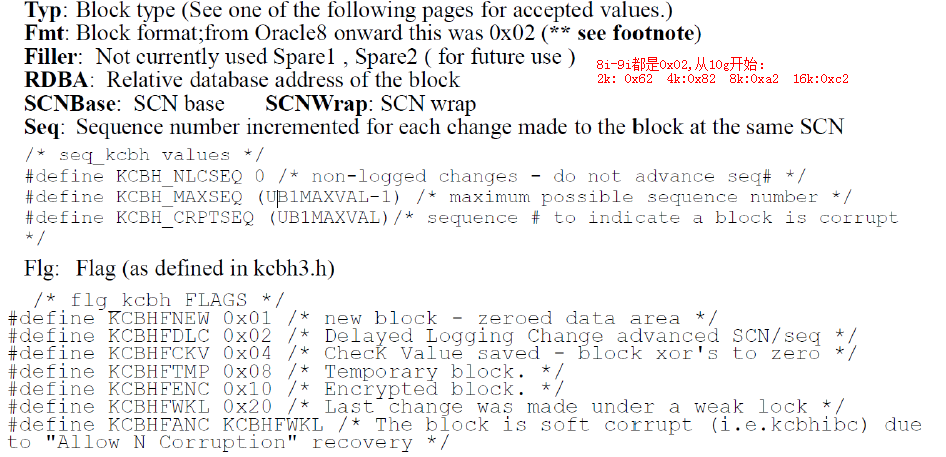 Typ: Block type (See one of the following pages for accepted values.)
Fmt: Block format;from Oracle8 onward this was 0x02 (** see footnote)
Filler: Not currently used Spare1 , Spare2 ( for future use )
8i-9i都是0x02,从10g开始:
RDBA: Relative database address of the block
2k: 0x62 4k:0x82 8k:0xa2 16k:0xc2
SCNBase: SCN base SCNWrap: SCN wrap
Seq: Sequence number incremented for each change made to the block at the same SCN
/* seq_kcbh values */
#define KCBH_NLCSEQ 0 /* non-logged changes - do not advance seq# */
#define KCBH_MAXSEQ (UB1MAXVAL-1) /* maximum possible sequence number */
#define KCBH_CRPTSEQ (UB1MAXVAL)/* sequence # to indicate a block is corrupt
*/
Flg: Flag (as defined in kcbh3.h)
/* flg_kcbh FLAGS */
#define KCBHFNEW 0x01 /* new block - zeroed data area */
#define KCBHFDLC 0x02 /* Delayed Logging Change advanced SCN/seq */
#define KCBHFCKV 0x04 /* ChecK Value saved - block xor's to zero */
#define KCBHFTMP 0x08 /* Temporary block. */
#define KCBHFENC 0x10 /* Encrypted block. */
#define KCBHFWKL 0x20 /* Last change was made under a weak lock */
#define KCBHFANC KCBHFWKL /* The block is soft corrupt (i.e.kcbhibc) due
to "Allow N Corruption" recovery */